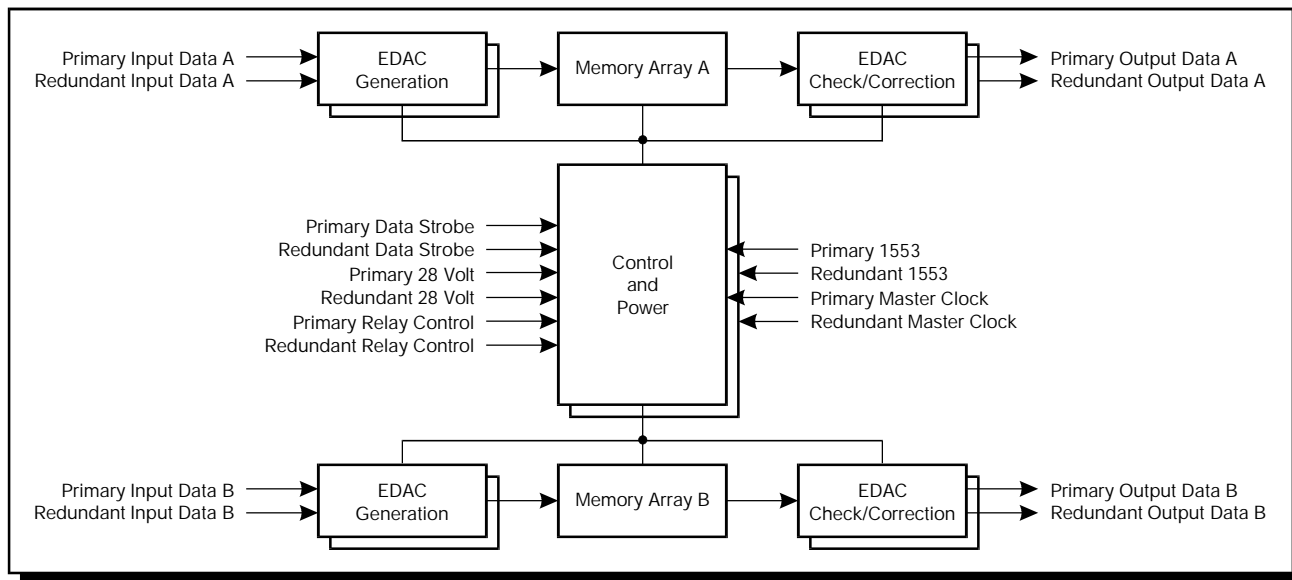 Primary Input Data A
Redundant Input Data A
EDAC
Generation
Memory Array A
EDAC
Check/Correction
Primary Output Data A
Redundant Output Data A
Primary Data Strobe
Redundant Data Strobe
Primary 28 Volt
Redundant 28 Volt
Primary Relay Control
Redundant Relay Control
Control
and
Power
Primary 1553
Redundant 1553
Primary Master Clock
Redundant Master Clock
Primary Input Data B
Redundant Input Data B
EDAC
Generation
Memory Array B
EDAC
Check/Correction
Primary Output Data B
Redundant Output Data B